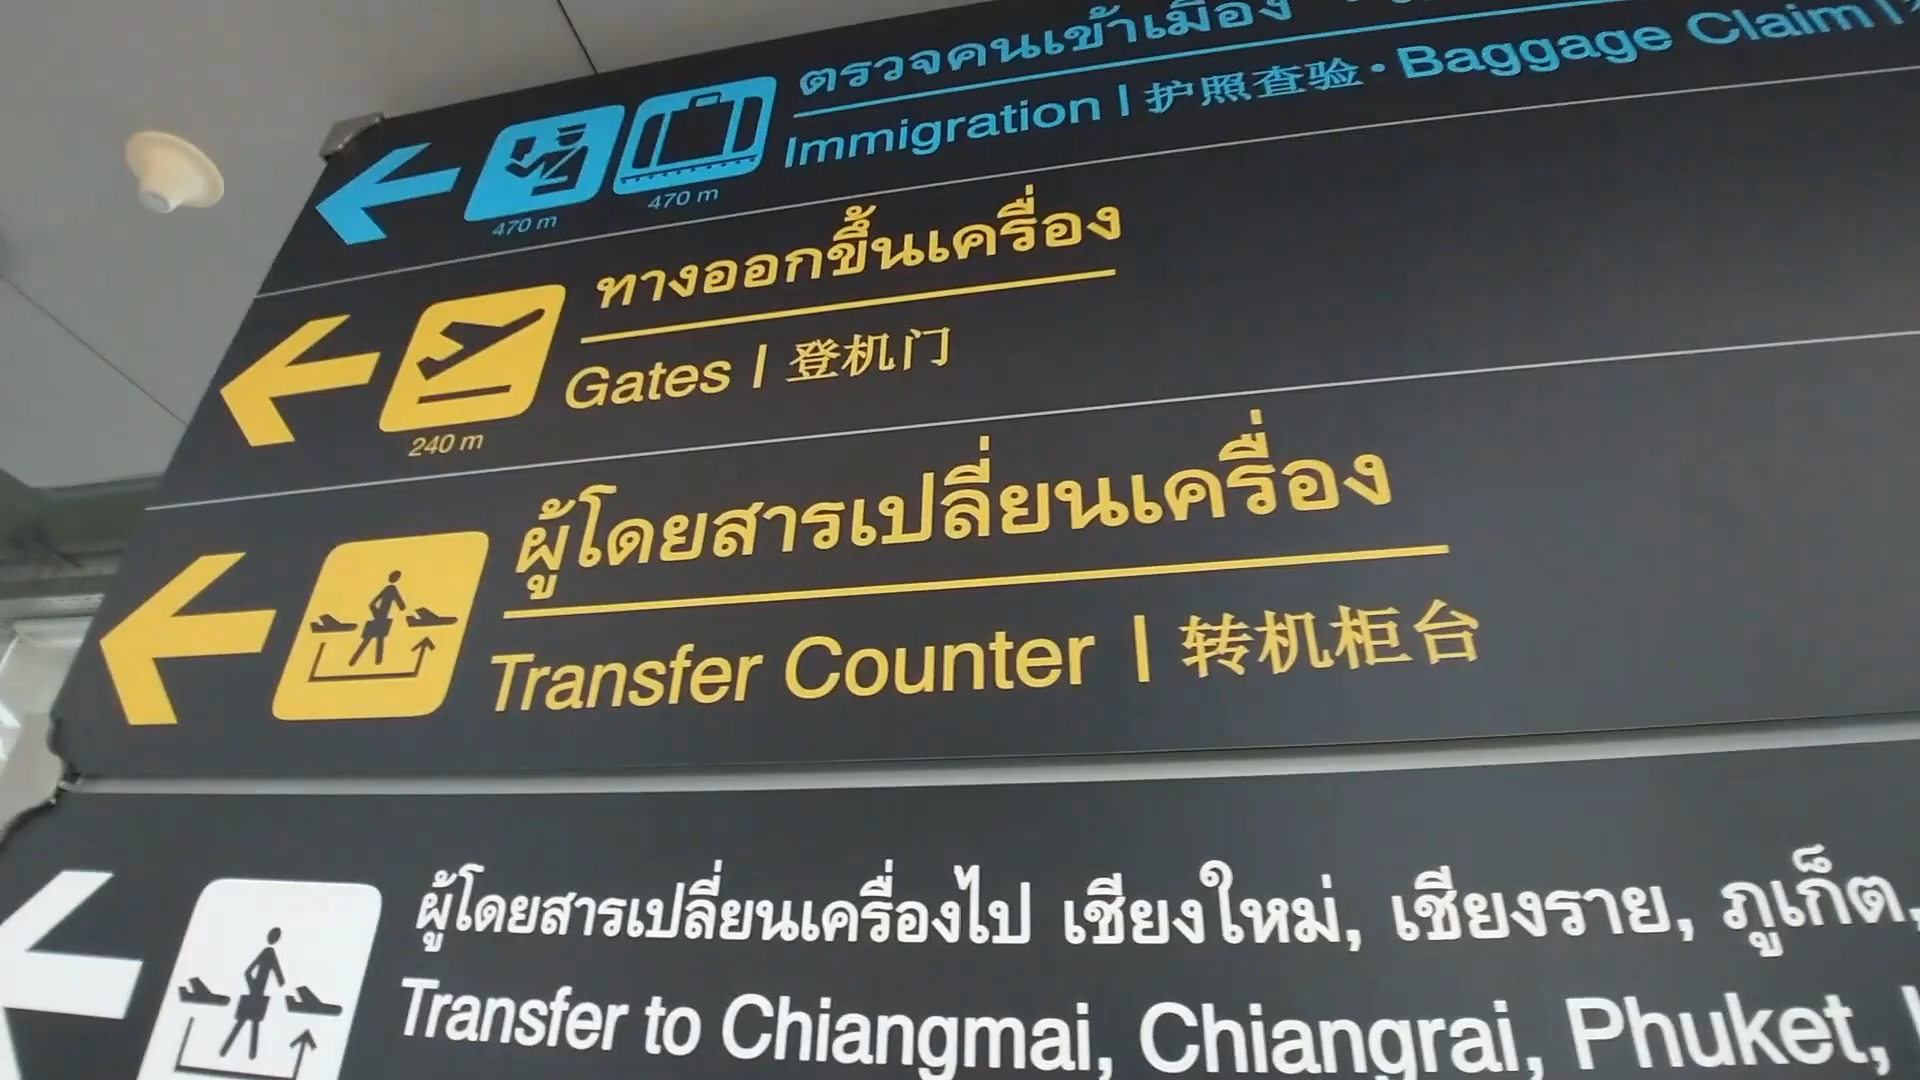 ตรวจคนเข้าเมือง
Immigration | 护照查验 · Baggage Claim |
470 m 470 m
ทางออกขึ้นเครื่อง
Gates | 登机门
240 m
ผู้โดยสารเปลี่ยนเครื่อง
Transfer Counter | 转机柜台
ผู้โดยสารเปลี่ยนเครื่องไป เชียงใหม่, เชียงราย, ภูเก็ต,
Transfer to Chiangmai, Chiangrai, Phuket,